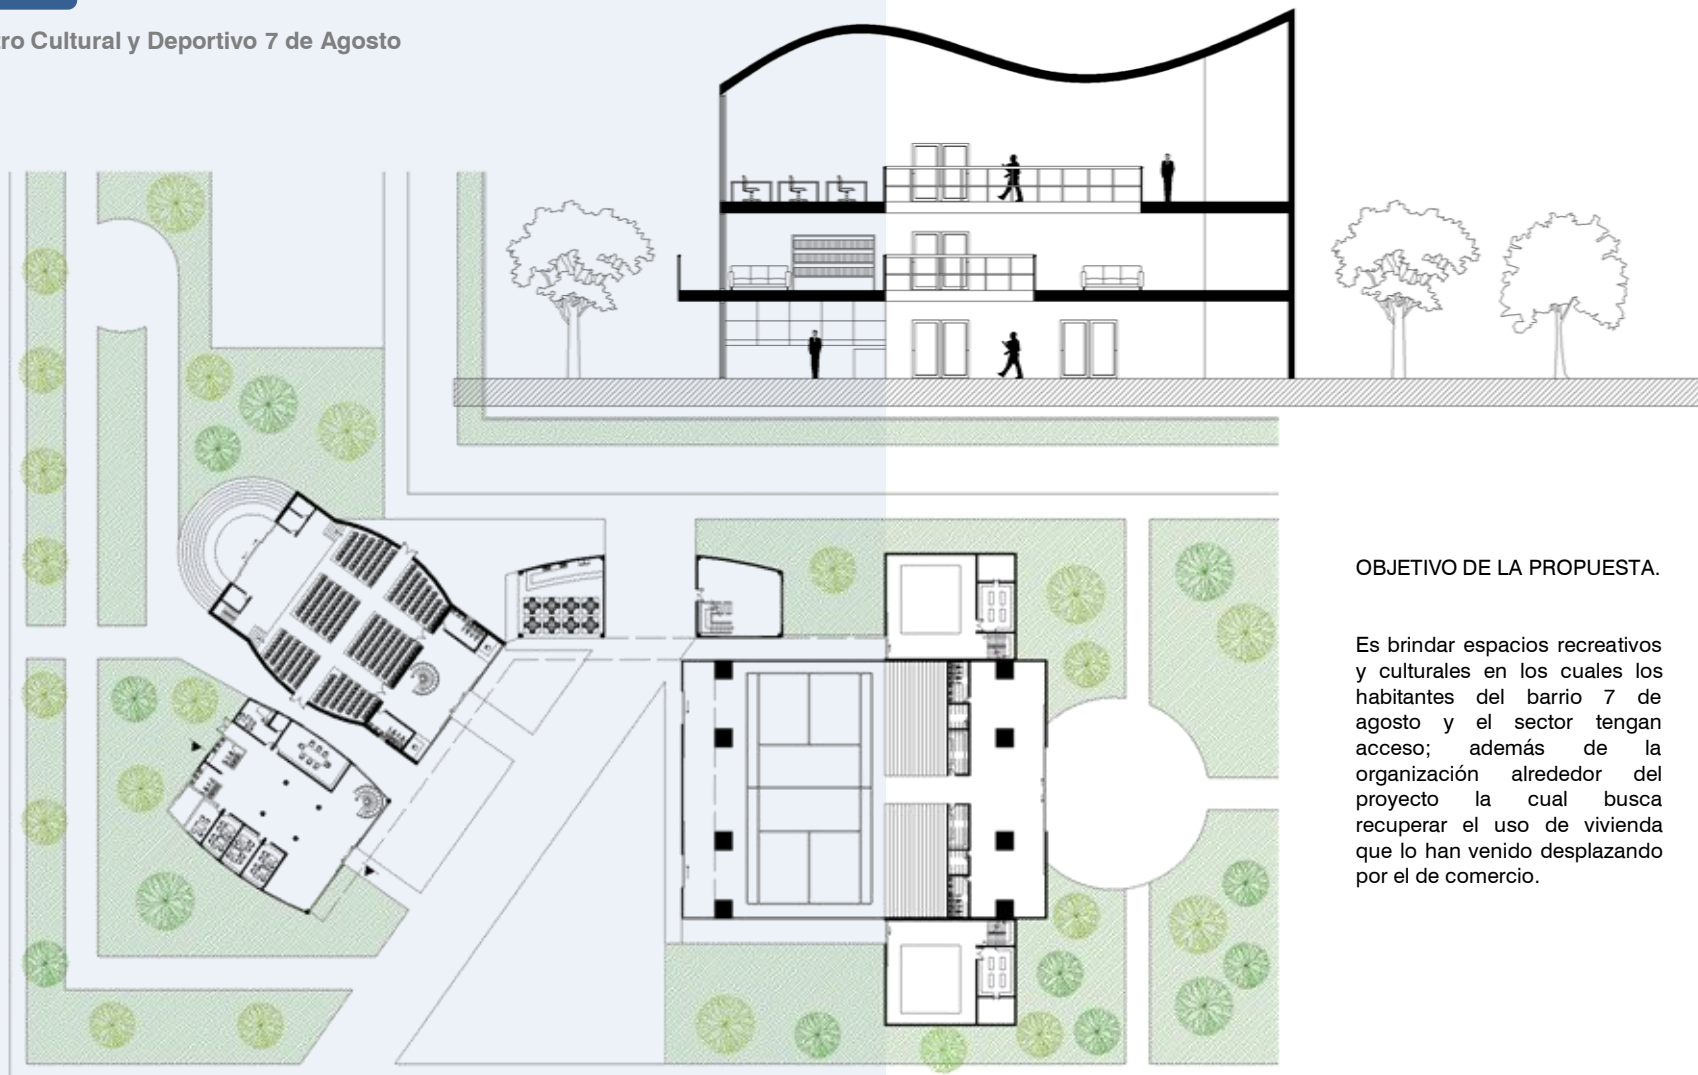 tro Cultural y Deportivo 7 de Agosto
OBJETIVO DE LA PROPUESTA.
Es brindar espacios recreativos
y culturales en los cuales los
habitantes del barrio 7 de
agosto y el sector tengan
acceso; además de la
organización alrededor del
proyecto la cual busca
recuperar el uso de vivienda
que lo han venido desplazando
por el de comercio.